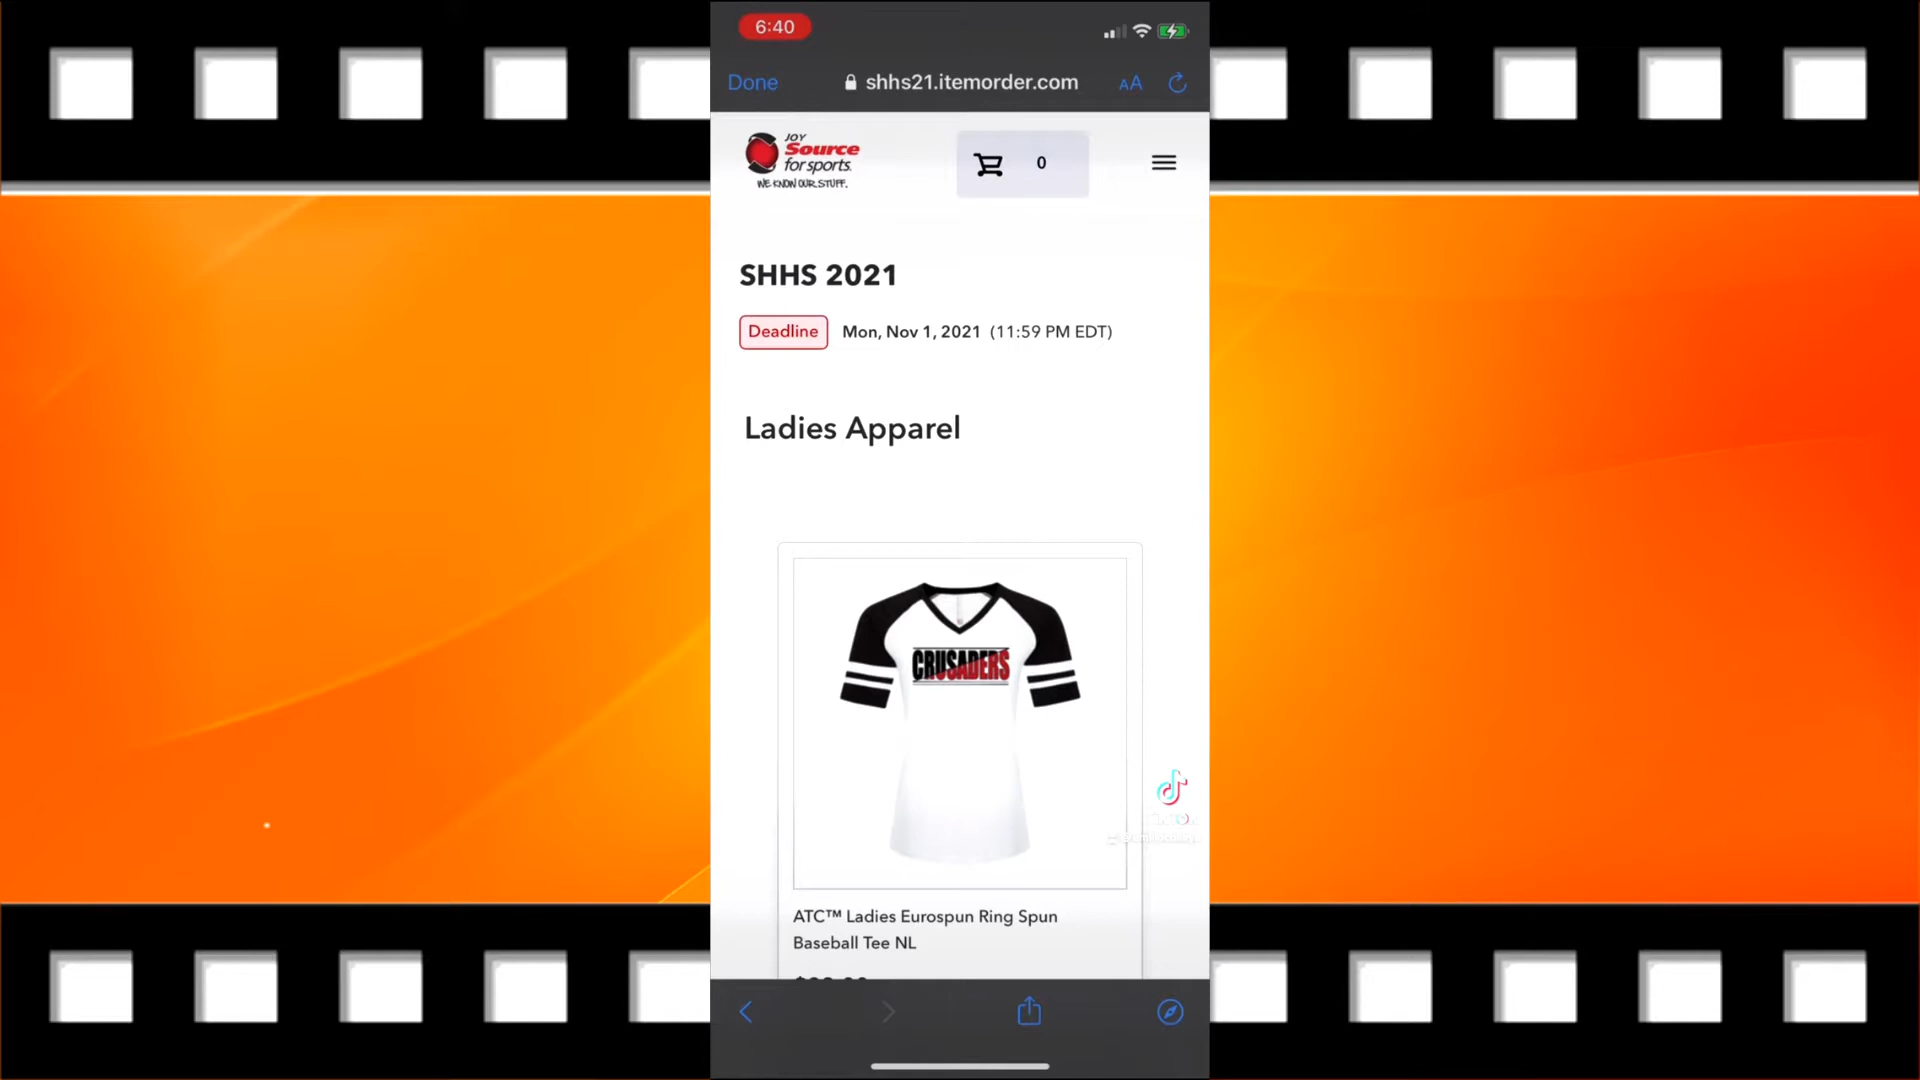 6:40
Done
shhs21.itemorder.com
AA
JOY
Source
for sports.
WE KNOW OUR STUFF.
0
SHHS 2021
Deadline Mon, Nov 1, 2021 (11:59 PM EDT)
Ladies Apparel
CRUSADERS
ATC™ Ladies Eurospun Ring Spun
Baseball Tee NL